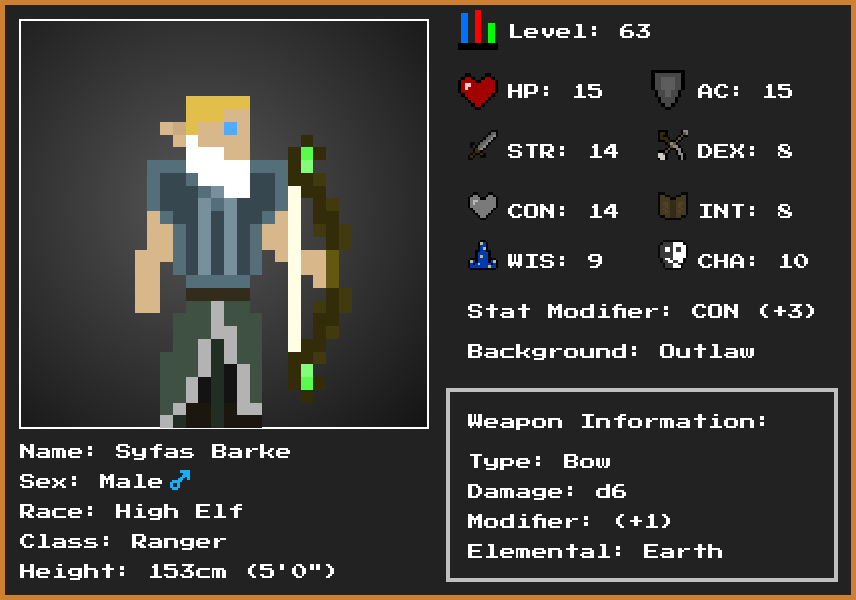 Level: 63
HP: 15 AC: 15
STR: 14 DEX: 8
CON: 14 INT: 8
WIS: 9 CHA: 10
Stat Modifier: CON (+3)
Background: Outlaw
Weapon Information:
Type: Bow
Damage: d6
Modifier: (+1)
Elemental: Earth
Name: Syfas Barke
Sex: Male ♂
Race: High Elf
Class: Ranger
Height: 153cm (5'0")